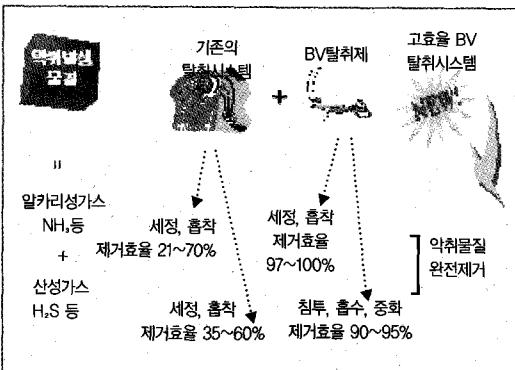 악취발생
물질
기존의
탈취시스템
+
BV탈취제
고효율 BV
탈취시스템
NEW!
=
알카리성가스
NH₃등
+
산성가스
H₂S 등
세정, 흡착
제거효율 21~70%
세정, 흡착
제거효율
97~100%
세정, 흡착
제거효율 35~60%
침투, 흡수, 중화
제거효율 90~95%
악취물질
완전제거